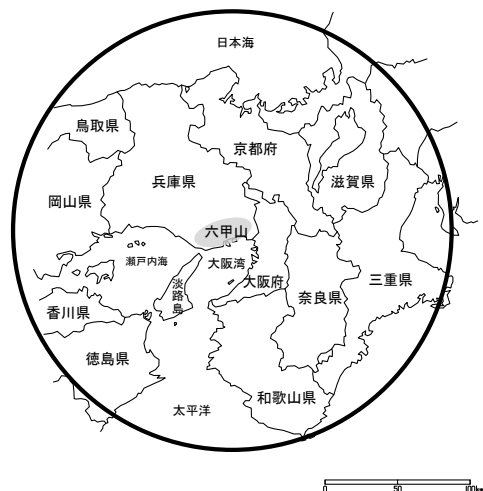 日本海
鳥取県
京都府
兵庫県
滋賀県
岡山県
六甲山
瀬戸内海
大阪湾
淡路島
大阪府
三重県
奈良県
香川県
徳島県
和歌山県
太平洋
0 50 100km